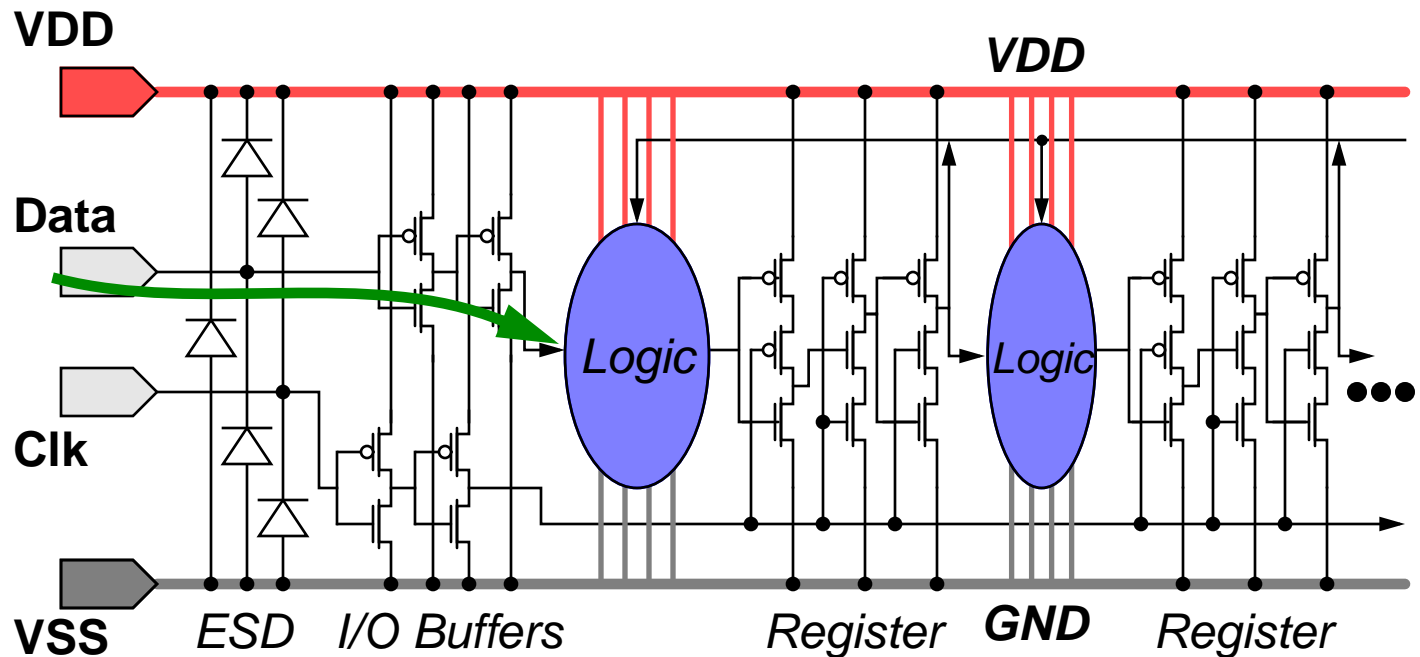 VDD
VDD
Data
Logic
Logic
Clk
VSS
ESD
I/O Buffers
Register
GND
Register